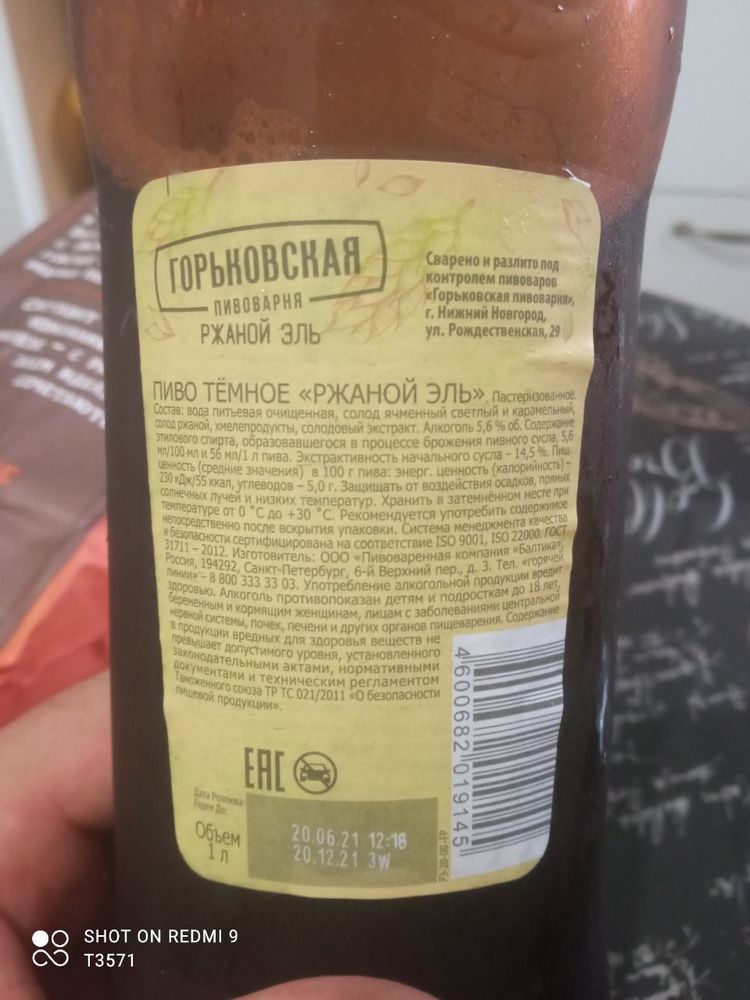 ГОРЬКОВСКАЯ
ПИВОВАРНЯ
РЖАНОЙ ЭЛЬ
Сварено и разлито под
контролем пивоваров
«Горьковская пивоварня»,
г. Нижний Новгород,
ул. Рождественская, 29
ПИВО ТЁМНОЕ «РЖАНОЙ ЭЛЬ». Пастеризованное.
Состав: вода питьевая очищенная, солод ячменный светлый и карамельный,
солод ржаной, хмелепродукты, солодовый экстракт. Алкоголь 5,6 % об. Содержание
этилового спирта, образовавшегося в процессе брожения пивного сусла, 5,6
мл/100 мл и 56 мл/1 л пива. Экстрактивность начального сусла – 14,5 %. Пищ.
ценность (средние значения) в 100 г пива: энерг. ценность (калорийность) –
230 кДж/55 ккал, углеводов – 5,0 г. Защищать от воздействия осадков, прямых
солнечных лучей и низких температур. Хранить в затемнённом месте при
температуре от 0 °С до +30 °С. Рекомендуется употребить содержимое
непосредственно после вскрытия упаковки. Система менеджмента качества
и безопасности сертифицирована на соответствие ISO 9001, ISO 22000. ГОСТ
31711 – 2012. Изготовитель: ООО «Пивоваренная компания «Балтика»,
Россия, 194292, Санкт-Петербург, 6-й Верхний пер., д. 3. Тел. «горячей
линии» – 8 800 333 33 03. Употребление алкогольной продукции вредит
здоровью. Алкоголь противопоказан детям и подросткам до 18 лет,
беременным и кормящим женщинам, лицам с заболеваниями центральной
нервной системы, почек, печени и других органов пищеварения. Содержание
в продукции вредных для здоровья веществ не
превышает допустимого уровня, установленного
законодательными актами, нормативными
документами и техническим регламентом
Таможенного союза ТР ТС 021/2011 «О безопасности
пищевой продукции».
4600682019145
ЕАС
Дата Розлива:
Годен До:
Объем
1 л
20.06.21 12:18
20.12.21 3W
SHOT ON REDMI 9
T3571